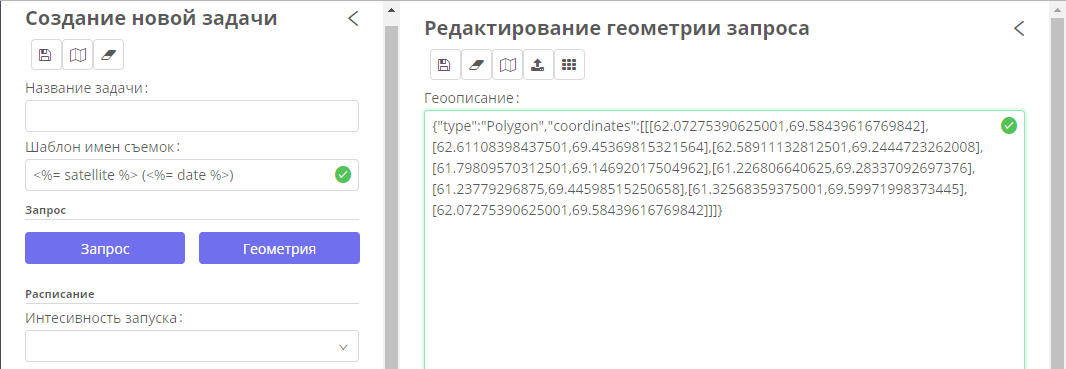 Создание новой задачи
Название задачи:
Шаблон имен съемок:
<%= satellite %> (<%= date %>)
Запрос
Запрос Геометрия
Расписание
Интесивность запуска:
Редактирование геометрии запроса
Геоописание:
{"type":"Polygon","coordinates":[[[62.07275390625001,69.58439616769842],
[62.61108398437501,69.45369815321564],[62.58911132812501,69.2444723262008],
[61.79809570312501,69.14692017504962],[61.226806640625,69.28337092697376],
[61.23779296875,69.44598515250658],[61.32568359375001,69.59971998373445],
[62.07275390625001,69.58439616769842]]]}